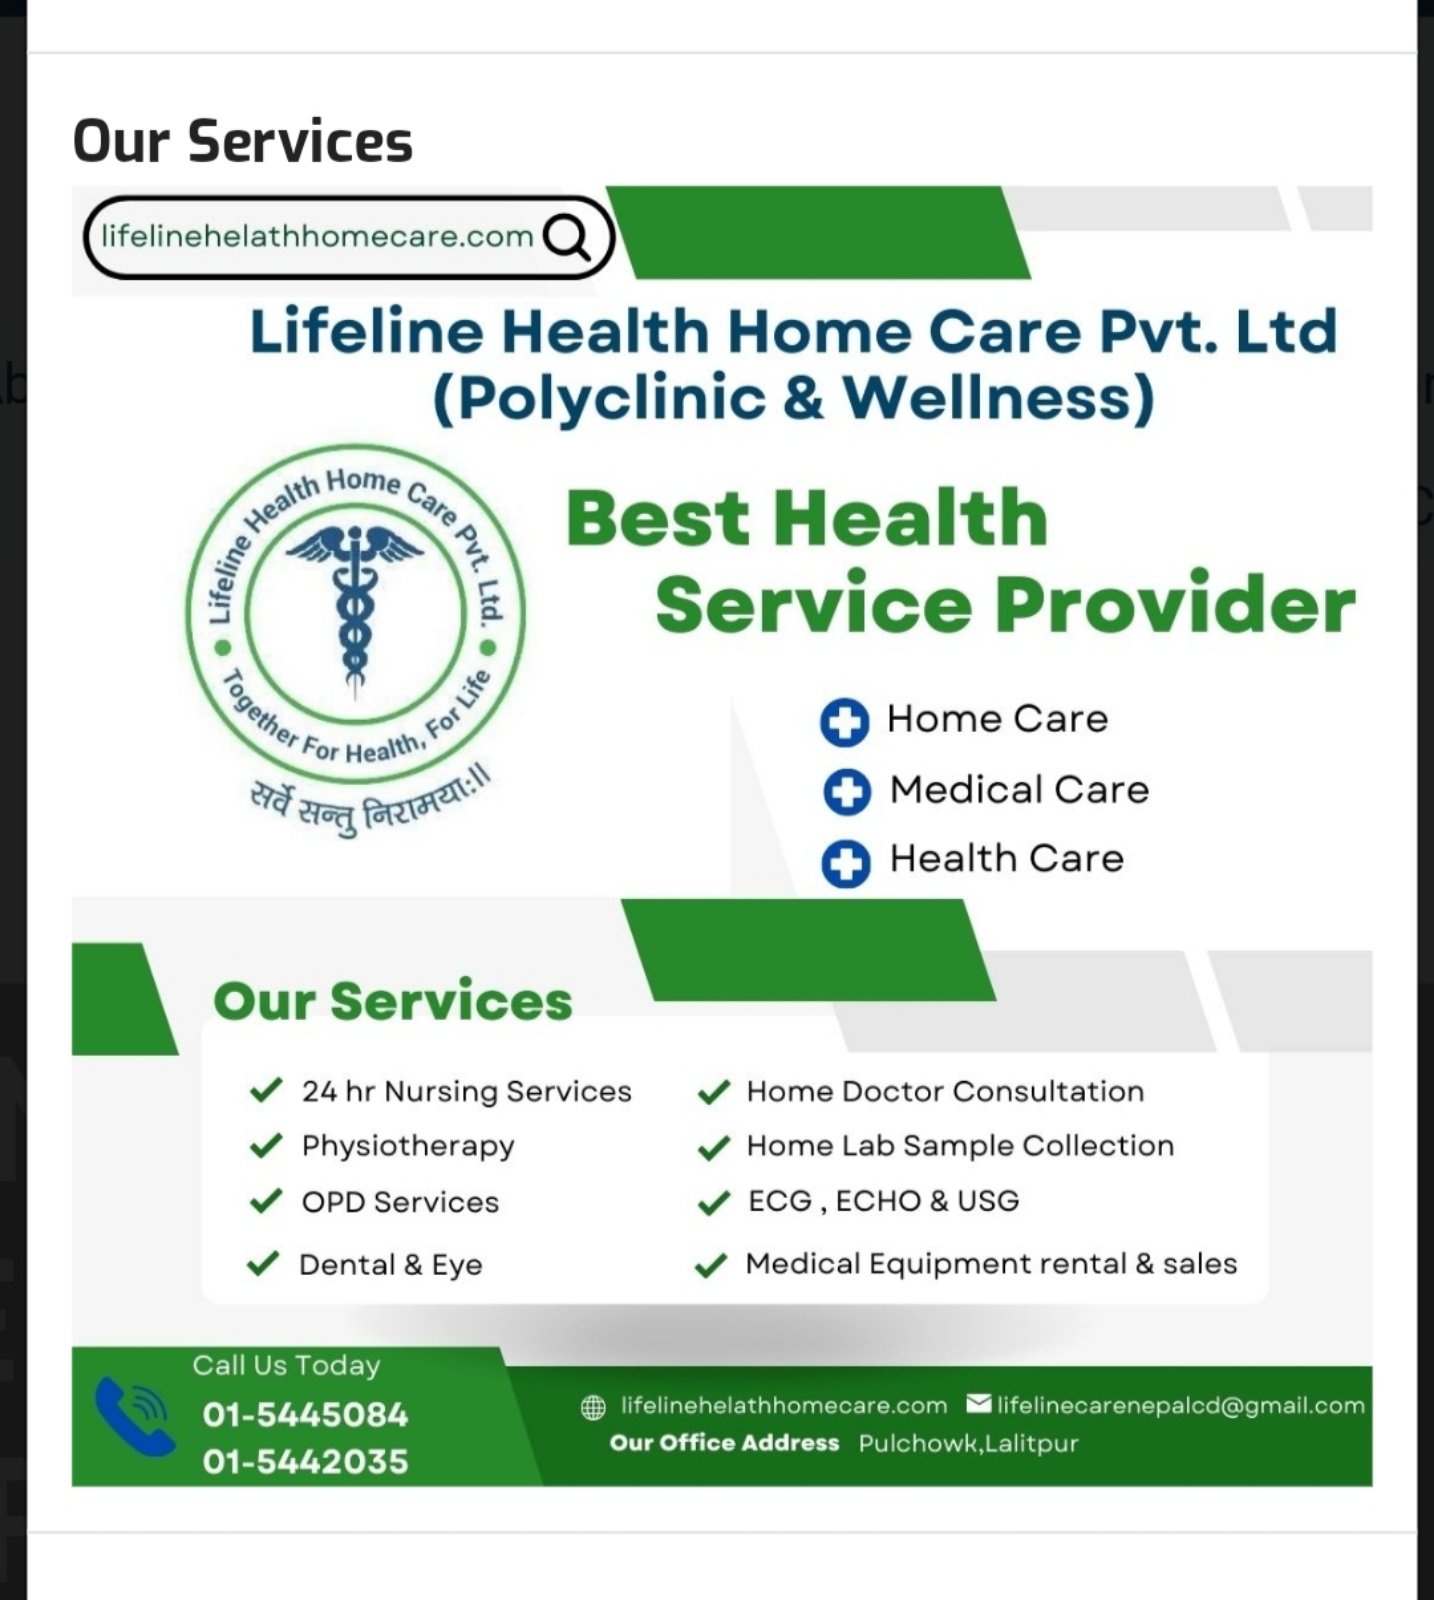 Our Services
lifelinehelathhomecare.com
Lifeline Health Home Care Pvt. Ltd
(Polyclinic & Wellness)
Lifeline Health Home Care Pvt. Ltd.
Together For Health, For Life
सर्वे सन्तु निरामयाः॥
Best Health
Service Provider
Home Care
Medical Care
Health Care
Our Services
24 hr Nursing Services
Physiotherapy
OPD Services
Dental & Eye
Home Doctor Consultation
Home Lab Sample Collection
ECG , ECHO & USG
Medical Equipment rental & sales
Call Us Today
01-5445084
01-5442035
lifelinehelathhomecare.com lifelinecarenepalcd@gmail.com
Our Office Address Pulchowk,Lalitpur